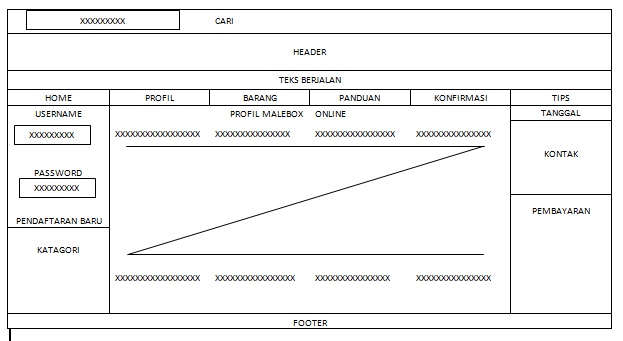 XXXXXXXXX CARI
HEADER
TEKS BERJALAN
HOME PROFIL BARANG PANDUAN KONFIRMASI TIPS
USERNAME PROFIL MALEBOX ONLINE TANGGAL
XXXXXXXXX XXXXXXXXXXXXXXXXX XXXXXXXXXXXXXXX XXXXXXXXXXXXXXXX XXXXXXXXXXXXXXX
KONTAK
PASSWORD
XXXXXXXXX
PEMBAYARAN
PENDAFTARAN BARU
KATAGORI
XXXXXXXXXXXXXXXXX XXXXXXXXXXXXXXXX XXXXXXXXXXXXXXX XXXXXXXXXXXXXXX
FOOTER